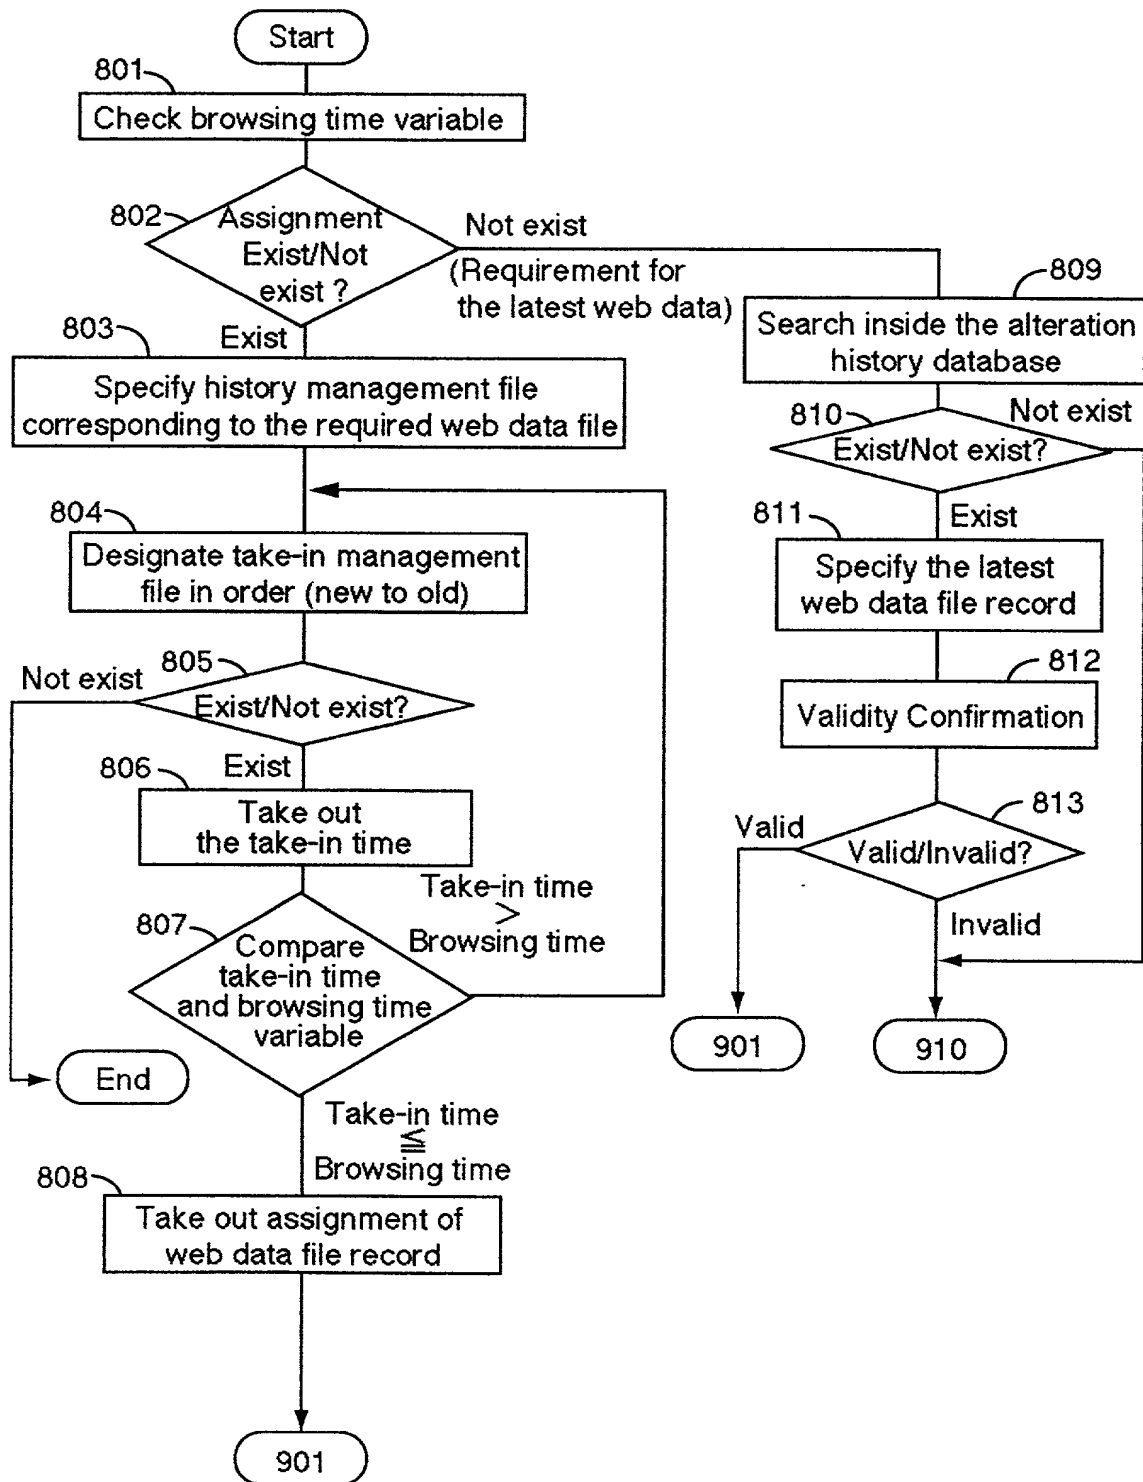 Start
801
Check browsing time variable
802
Assignment
Exist/Not
exist ?
Not exist
(Requirement for
the latest web data)
Exist
803
Specify history management file
corresponding to the required web data file
804
Designate take-in management
file in order (new to old)
805
Not exist
Exist/Not exist?
Exist
806
Take out
the take-in time
807
Compare
take-in time
and browsing time
variable
Take-in time
>
Browsing time
End
Take-in time
≦
Browsing time
808
Take out assignment of
web data file record
901
809
Search inside the alteration
history database
810
Not exist
Exist/Not exist?
Exist
811
Specify the latest
web data file record
812
Validity Confirmation
813
Valid
Valid/Invalid?
Invalid
901
910